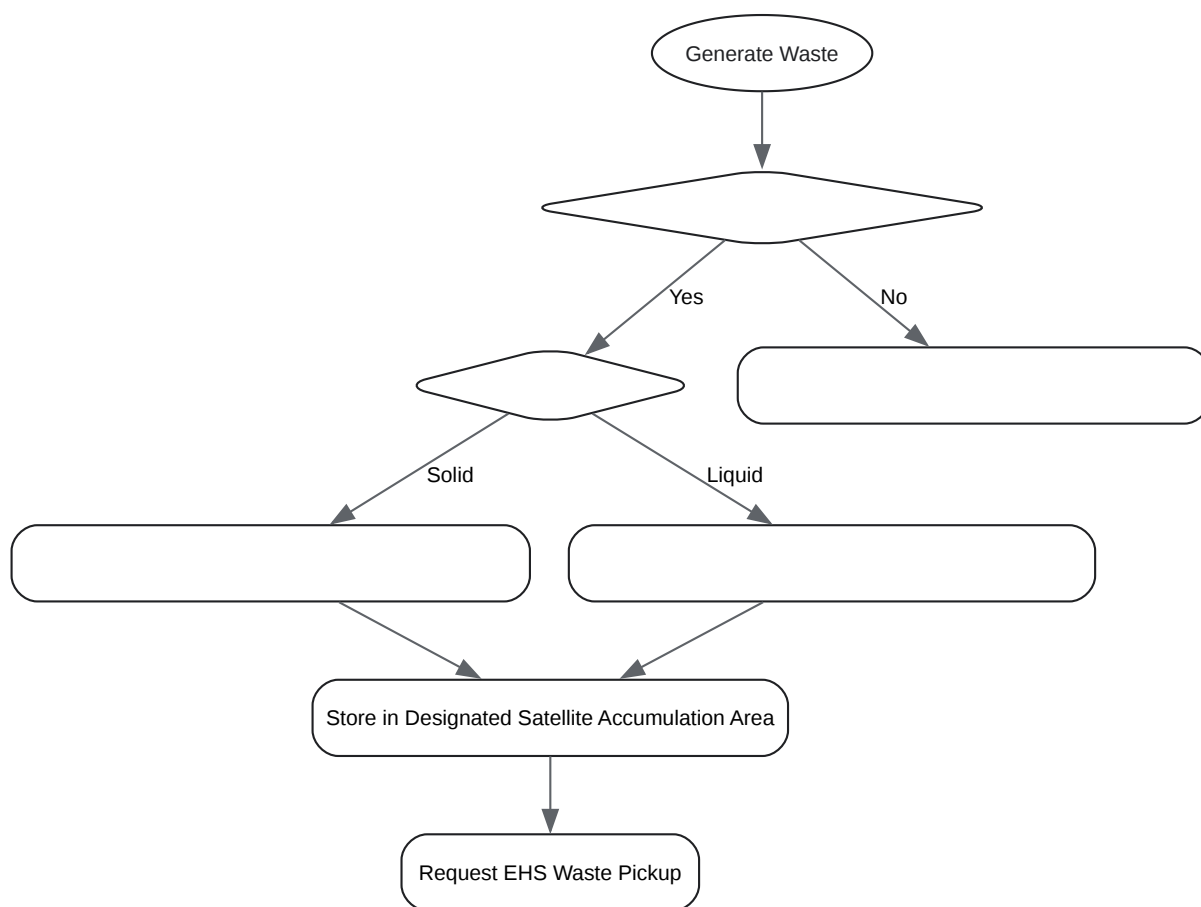 Generate Waste
Yes
No
Solid
Liquid
Store in Designated Satellite Accumulation Area
Request EHS Waste Pickup